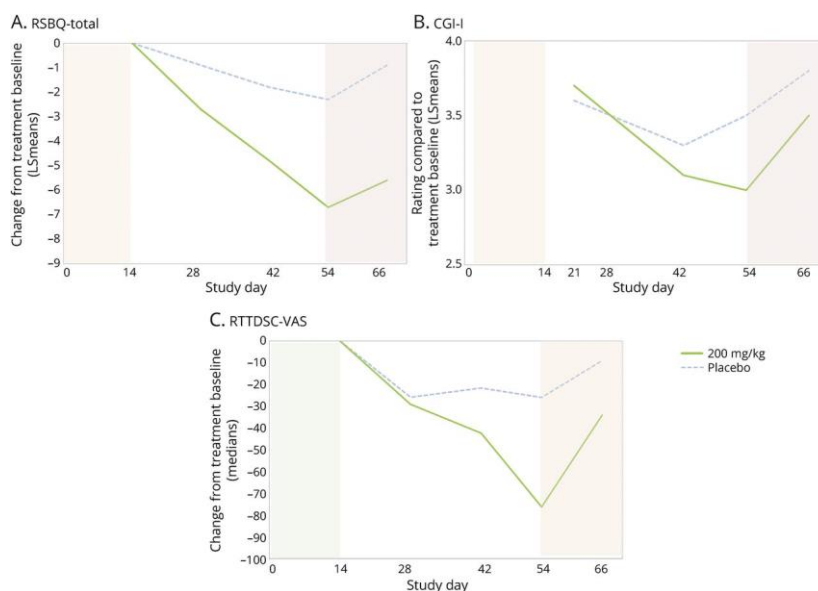 A. RSBQ-total
Change from treatment baseline
(LSmeans)
0
–1
–2
–3
–4
–5
–6
–7
–8
–9
0 14 28 42 54 66
Study day
B. CGI-I
Rating compared to
treatment baseline (LSmeans)
4.0
3.5
3.0
2.5
0 14 21 28 42 54 66
Study day
C. RTTDSC-VAS
Change from treatment baseline
(medians)
0
–10
–20
–30
–40
–50
–60
–70
–80
–90
–100
0 14 28 42 54 66
Study day
200 mg/kg
Placebo